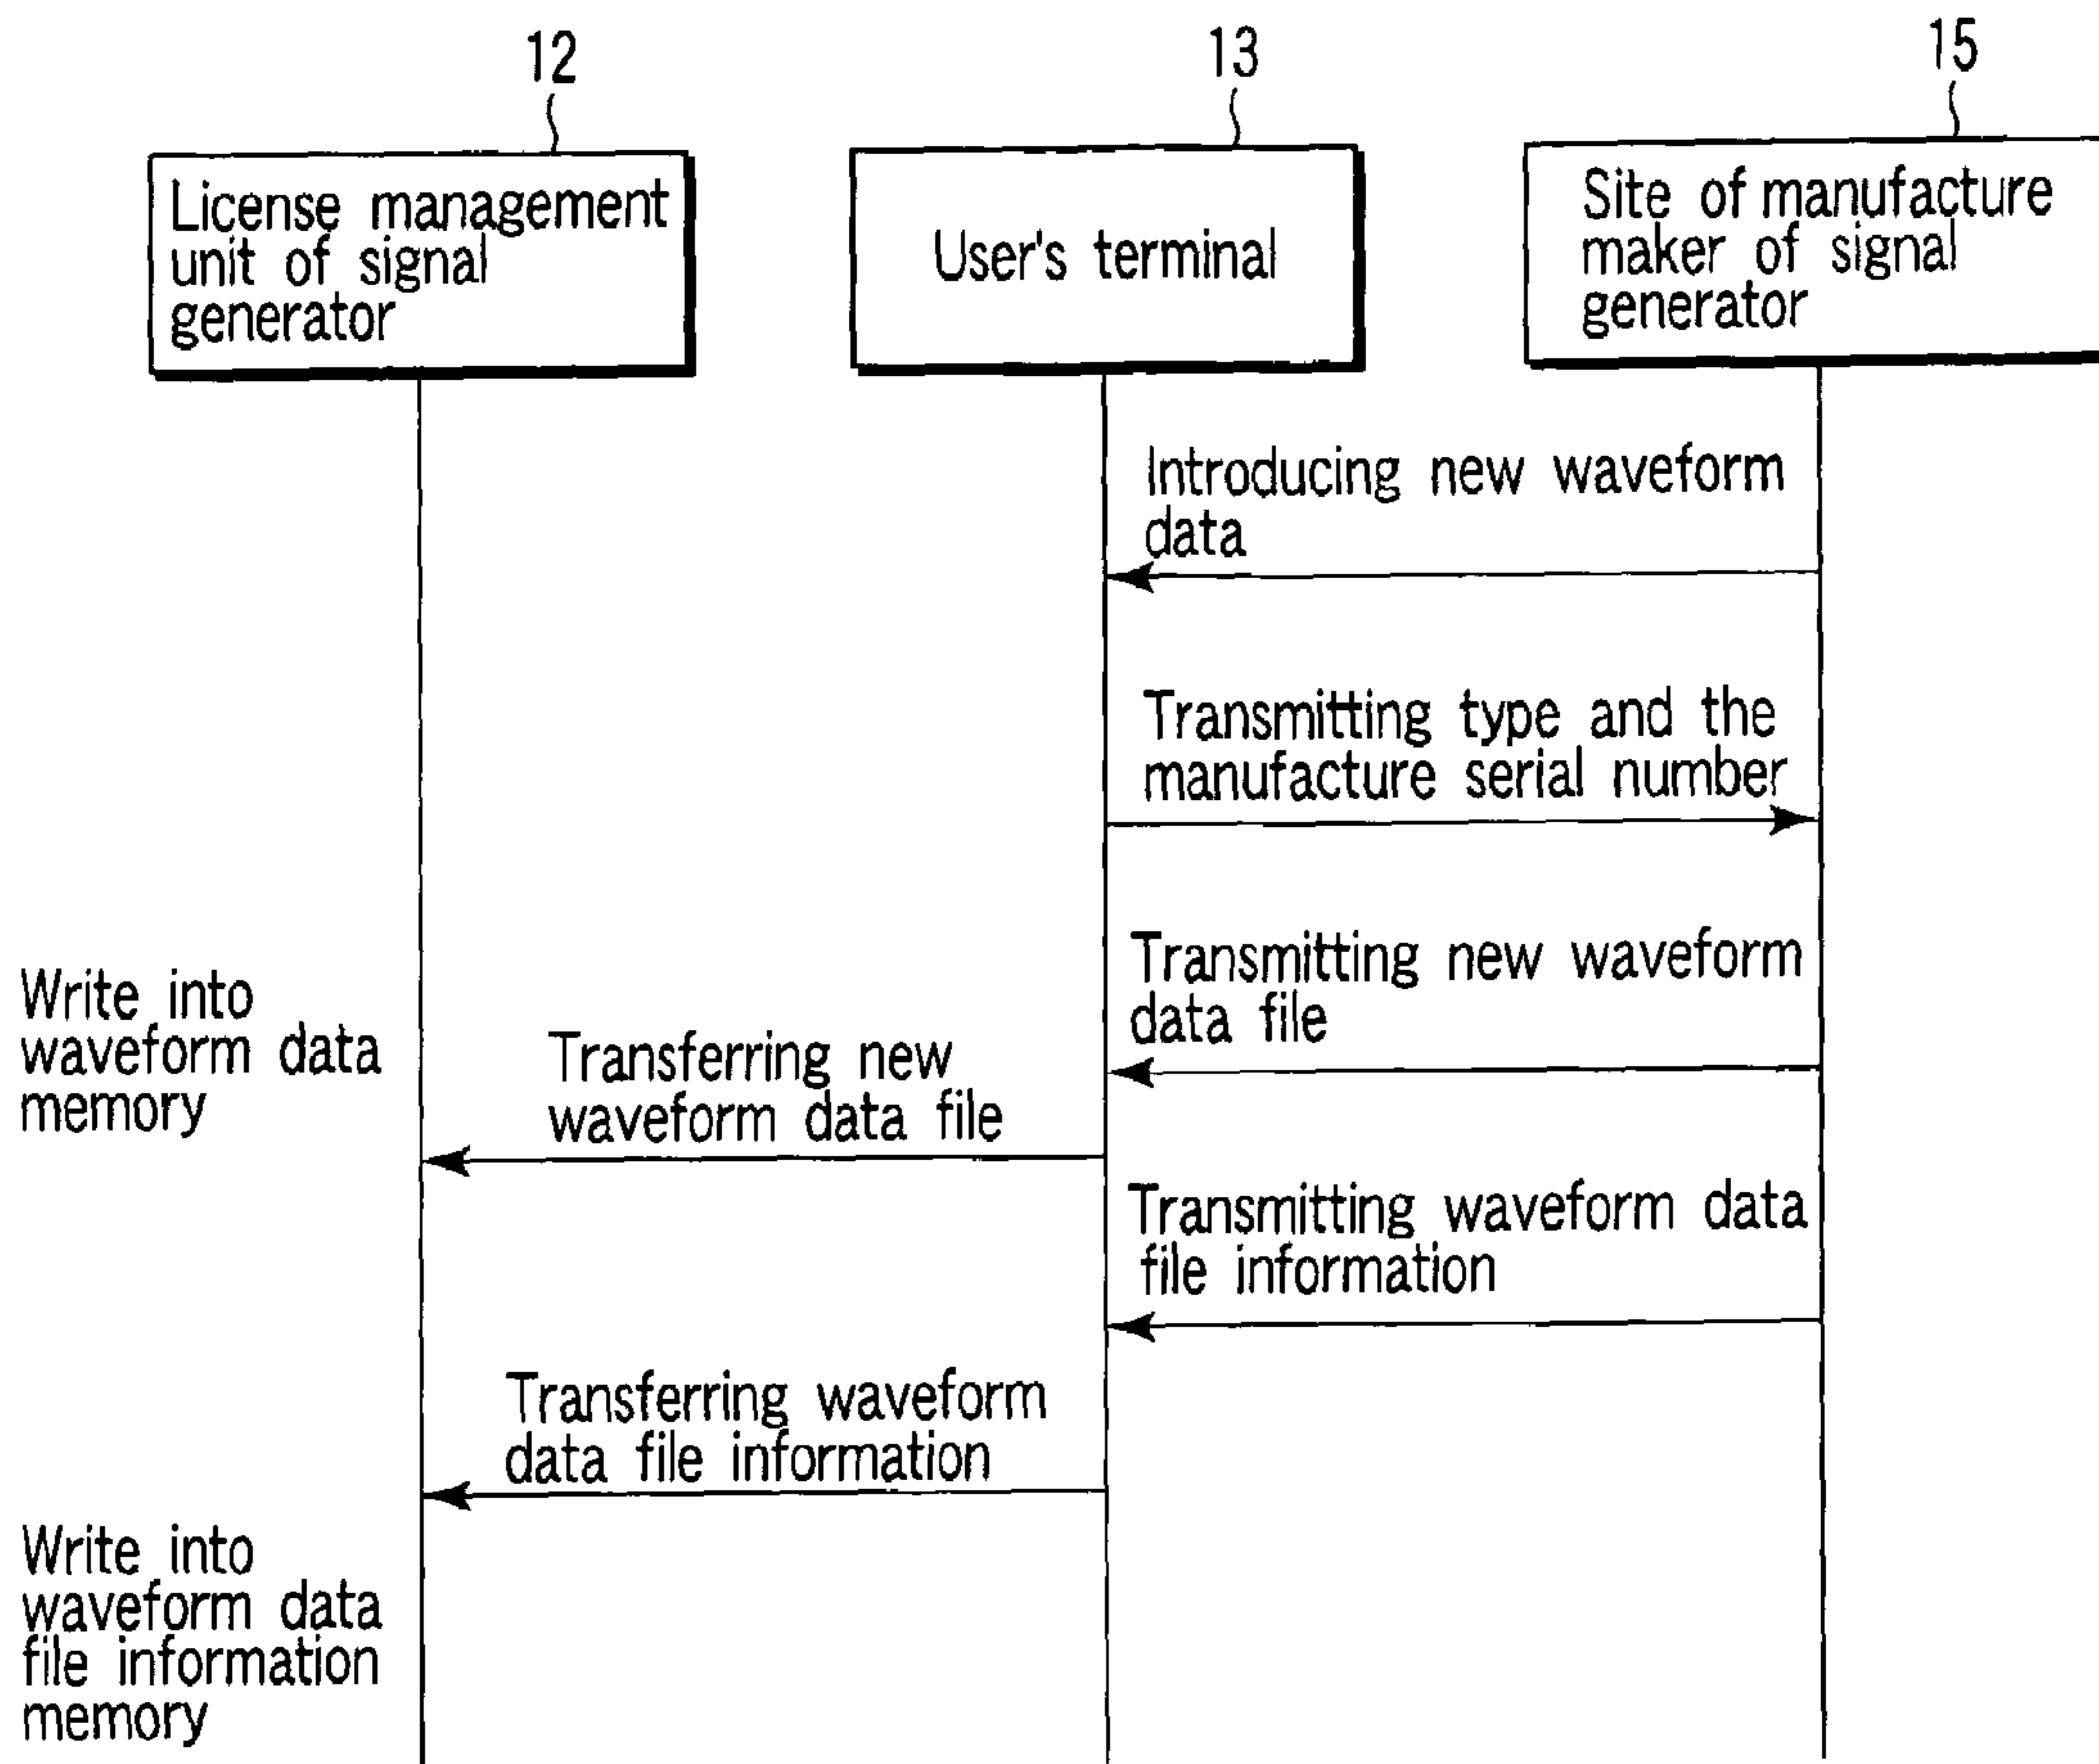 12
13
15
License management
unit of signal
generator
User's terminal
Site of manufacture
maker of signal
generator
Introducing new waveform
data
Transmitting type and the
manufacture serial number
Transmitting new waveform
data file
Write into
waveform data
memory
Transferring new
waveform data file
Transmitting waveform data
file information
Transferring waveform
data file information
Write into
waveform data
file information
memory